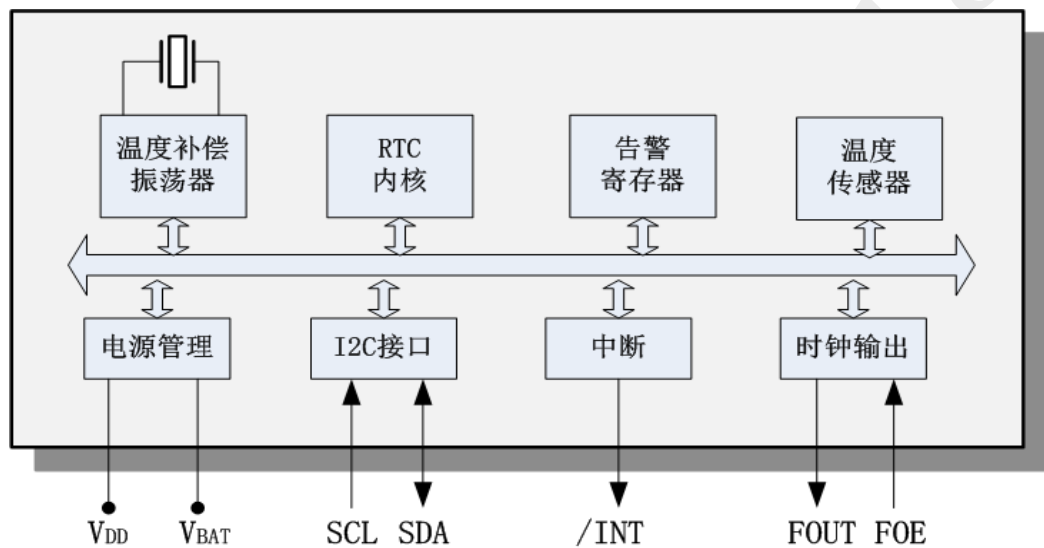 温度补偿
振荡器
RTC
内核
告警
寄存器
温度
传感器
电源管理
I2C接口
中断
时钟输出
VDD
VBAT
SCL
SDA
/INT
FOUT
FOE